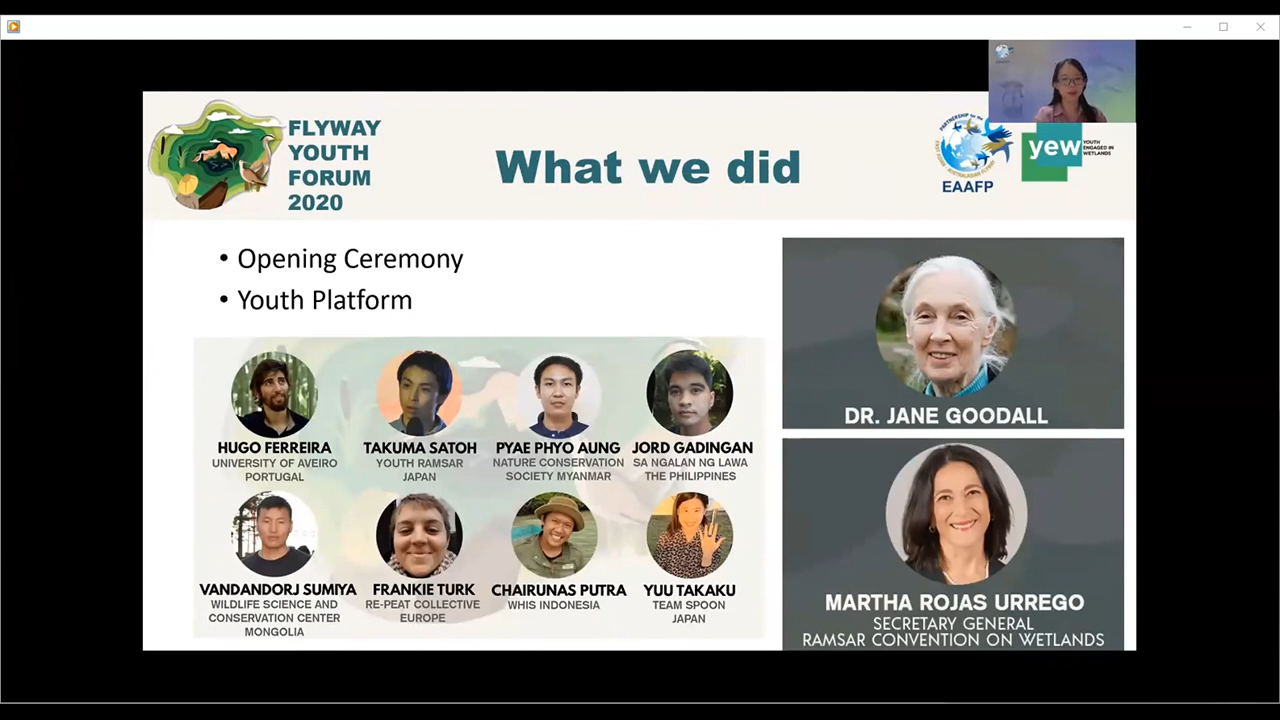 FLYWAY
YOUTH
FORUM
2020
What we did
EAAFP
yew
YOUTH
ENGAGED IN
WETLANDS
• Opening Ceremony
• Youth Platform
HUGO FERREIRA
UNIVERSITY OF AVEIRO
PORTUGAL
TAKUMA SATOH
YOUTH RAMSAR
JAPAN
PYAE PHYO AUNG
NATURE CONSERVATION
SOCIETY MYANMAR
JORD GADINGAN
SA NGALAN NG LAWA
THE PHILIPPINES
VANDANDORJ SUMIYA
WILDLIFE SCIENCE AND
CONSERVATION CENTER
MONGOLIA
FRANKIE TURK
RE-PEAT COLLECTIVE
EUROPE
CHAIRUNAS PUTRA
WHIS INDONESIA
YUU TAKAKU
TEAM SPOON
JAPAN
DR. JANE GOODALL
MARTHA ROJAS URREGO
SECRETARY GENERAL
RAMSAR CONVENTION ON WETLANDS